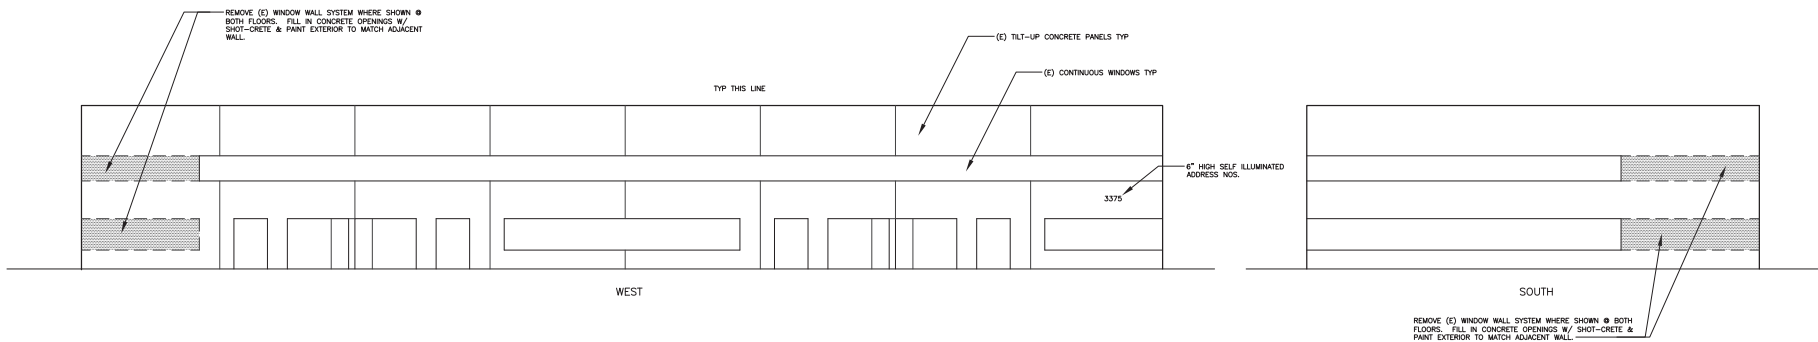 REMOVE (E) WINDOW WALL SYSTEM WHERE SHOWN @
BOTH FLOORS. FILL IN CONCRETE OPENINGS W/
SHOT-CRETE & PAINT EXTERIOR TO MATCH ADJACENT
WALL.
(E) TILT-UP CONCRETE PANELS TYP
(E) CONTINUOUS WINDOWS TYP
TYP THIS LINE
6" HIGH SELF ILLUMINATED
ADDRESS NOS.
3375
WEST
SOUTH
REMOVE (E) WINDOW WALL SYSTEM WHERE SHOWN @ BOTH
FLOORS. FILL IN CONCRETE OPENINGS W/ SHOT-CRETE &
PAINT EXTERIOR TO MATCH ADJACENT WALL.